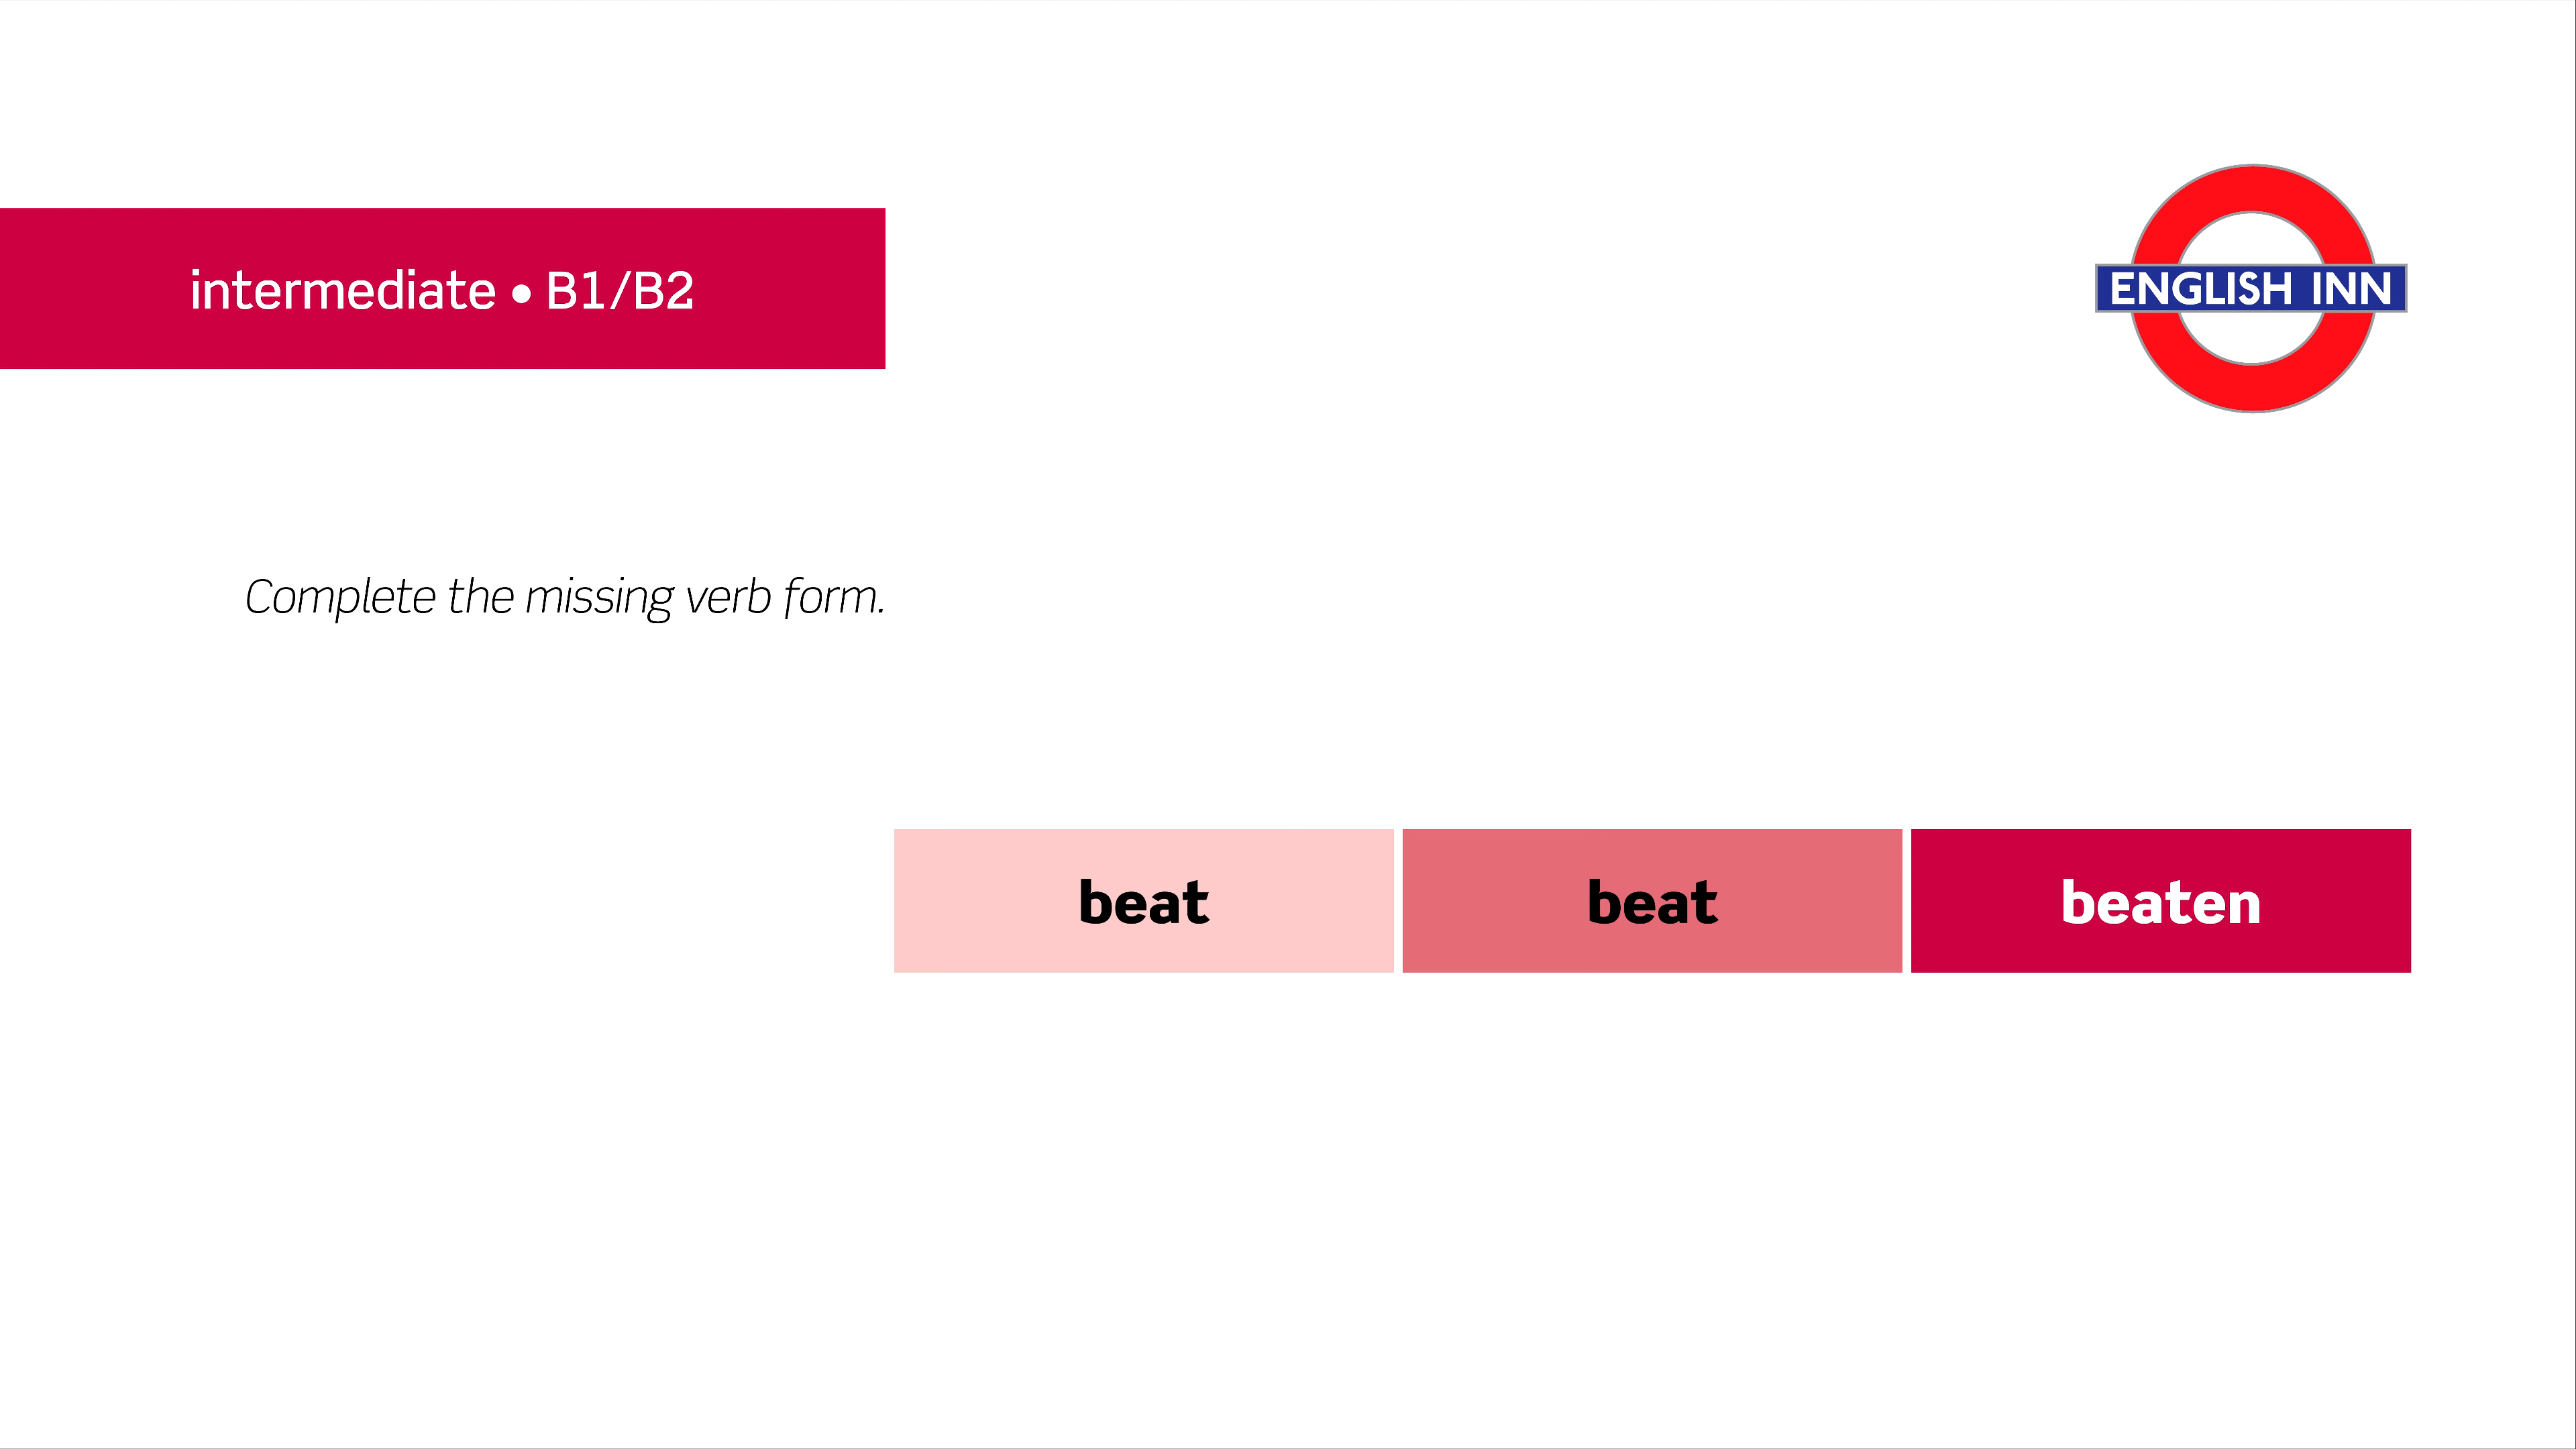 intermediate • B1/B2
ENGLISH INN
Complete the missing verb form.
beat beat beaten